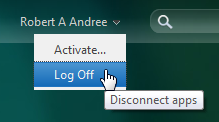 Robert A Andree
Activate...
Log Off
Disconnect apps